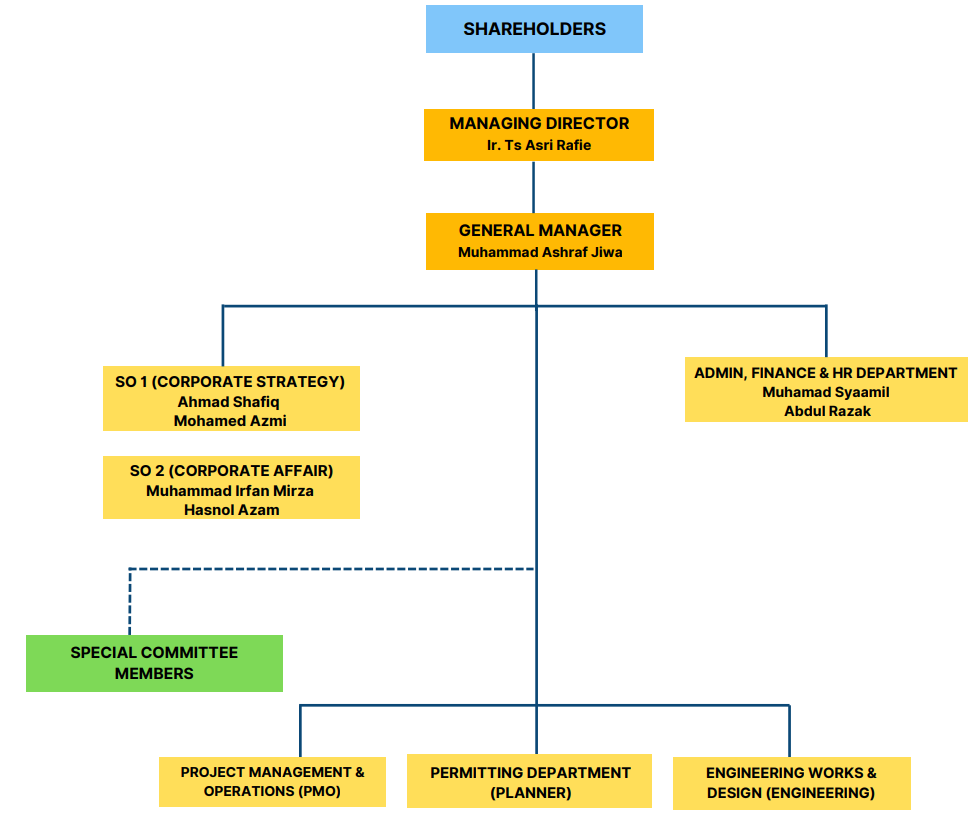 SHAREHOLDERS
MANAGING DIRECTOR
Ir. Ts Asri Rafie
GENERAL MANAGER
Muhammad Ashraf Jiwa
SO 1 (CORPORATE STRATEGY)
Ahmad Shafiq
Mohamed Azmi
ADMIN, FINANCE & HR DEPARTMENT
Muhamad Syaamil
Abdul Razak
SO 2 (CORPORATE AFFAIR)
Muhammad Irfan Mirza
Hasnol Azam
SPECIAL COMMITTEE
MEMBERS
PROJECT MANAGEMENT &
OPERATIONS (PMO)
PERMITTING DEPARTMENT
(PLANNER)
ENGINEERING WORKS &
DESIGN (ENGINEERING)